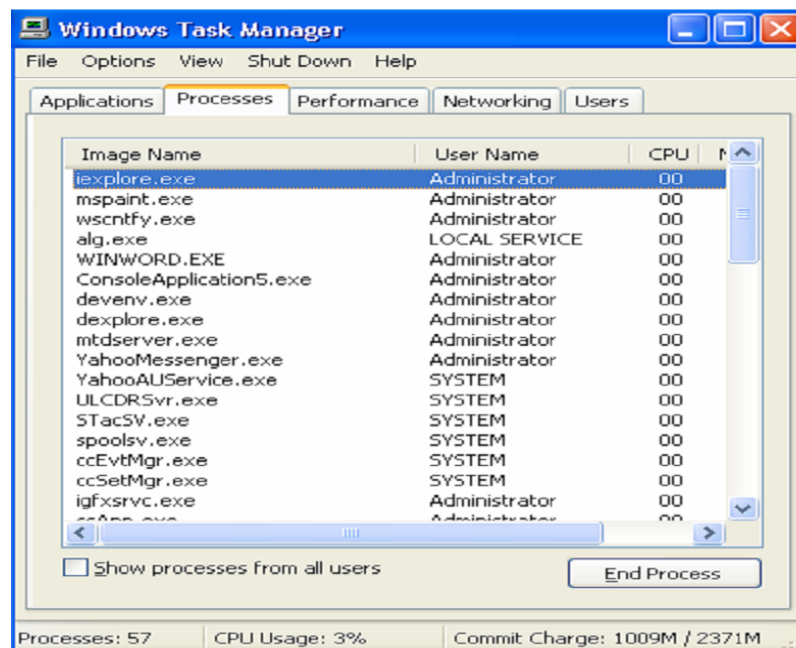 Windows Task Manager
File Options View Shut Down Help
Applications Processes Performance Networking Users
Image Name User Name CPU
iexplore.exe Administrator 00
mspaint.exe Administrator 00
wscntfy.exe Administrator 00
alg.exe LOCAL SERVICE 00
WINWORD.EXE Administrator 00
ConsoleApplication5.exe Administrator 00
devenv.exe Administrator 00
dexplore.exe Administrator 00
mtdserver.exe Administrator 00
YahooMessenger.exe Administrator 00
YahooAUService.exe SYSTEM 00
ULCDRSvr.exe SYSTEM 00
STacSV.exe SYSTEM 00
spoolsv.exe SYSTEM 00
ccEvtMgr.exe SYSTEM 00
ccSetMgr.exe SYSTEM 00
igfxsrvc.exe Administrator 00
Administrator 00
Show processes from all users
End Process
Processes: 57 CPU Usage: 3% Commit Charge: 1009M / 2371M